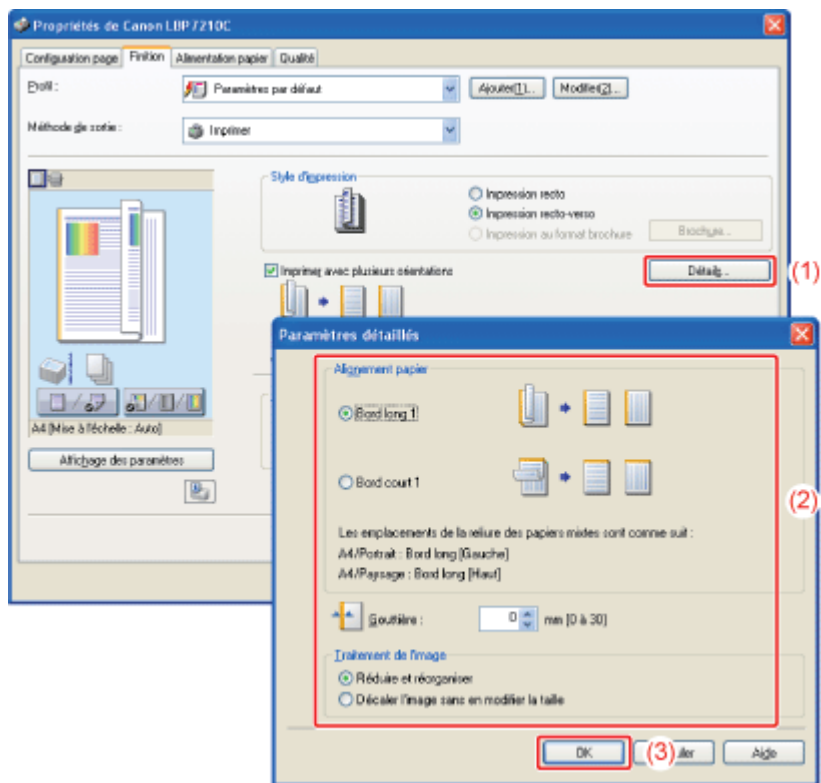 Propriétés de Canon LBP7210C
Configuration page Finition Alimentation papier Qualité
Profil : Paramètres par défaut Ajouter[1]... Modifier[2]...
Méthode de sortie : Imprimer
Style d'impression
Impression recto
Impression recto-verso
Impression au format brochure Brochure...
Imprimer avec plusieurs orientations Détails... (1)
A4 [Mise à l'échelle : Auto]
Affichage des paramètres
Paramètres détaillés
Alignement papier
Bord long 1
Bord court 1
(2)
Les emplacements de la reliure des papiers mixtes sont comme suit :
A4/Portrait : Bord long [Gauche]
A4/Paysage : Bord long [Haut]
Gouttière : 0 mm [0 à 30]
Traitement de l'image
Réduire et réorganiser
Décaler l'image sans en modifier la taille
OK (3) Aide